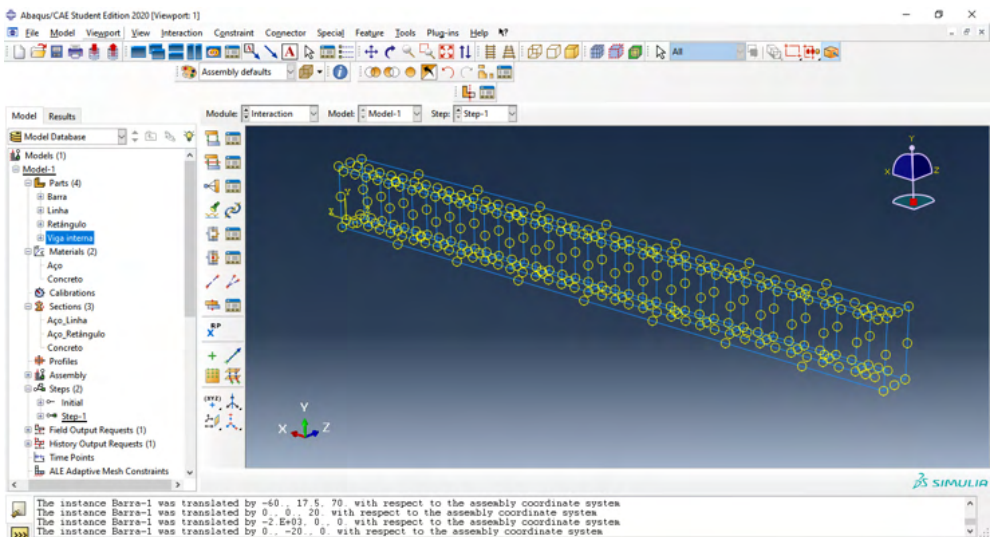 Abaqus/CAE Student Edition 2020 [Viewport: 1]
File Model Viewport View Interaction Constraint Connector Special Feature Tools Plug-ins Help
All
Assembly defaults
Model Results
Module: Interaction Model: Model-1 Step: Step-1
Model Database
Models (1)
Model-1
Parts (4)
Barra
Linha
Retângulo
Viga interna
Materials (2)
Aço
Concreto
Calibrations
Sections (3)
Aço_Linha
Aço_Retângulo
Concreto
Profiles
Assembly
Steps (2)
Initial
Step-1
Field Output Requests (1)
History Output Requests (1)
Time Points
ALE Adaptive Mesh Constraints
RP
(XYZ)
Y
X
Z
Y
X
Y
X Z
SIMULIA
The instance Barra-1 was translated by -60., 17.5, 70. with respect to the assembly coordinate system
The instance Barra-1 was translated by 0., 0., 20. with respect to the assembly coordinate system
The instance Barra-1 was translated by -2.E+03, 0., 0. with respect to the assembly coordinate system
The instance Barra-1 was translated by 0., -20., 0. with respect to the assembly coordinate system
>>>